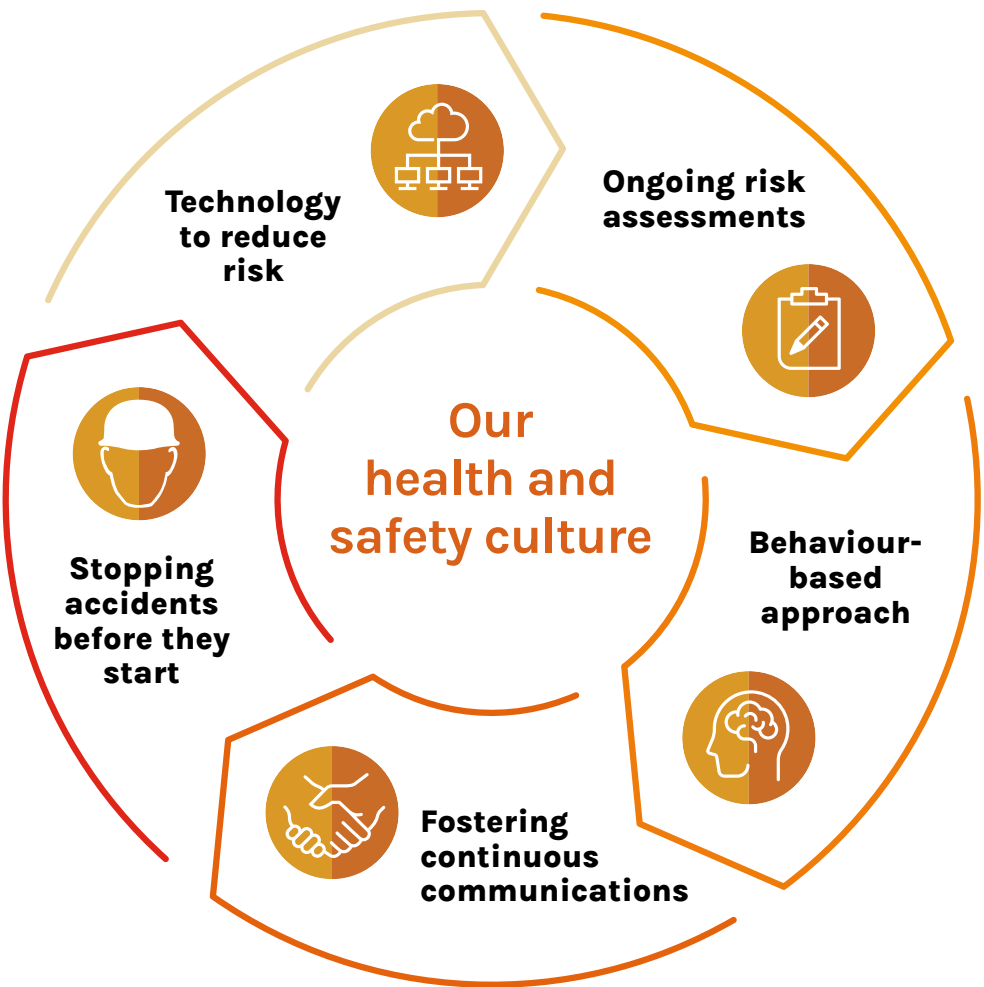 Technology
to reduce
risk
Ongoing risk
assessments
Our
health and
safety culture
Behaviour-
based
approach
Stopping
accidents
before they
start
Fostering
continuous
communications